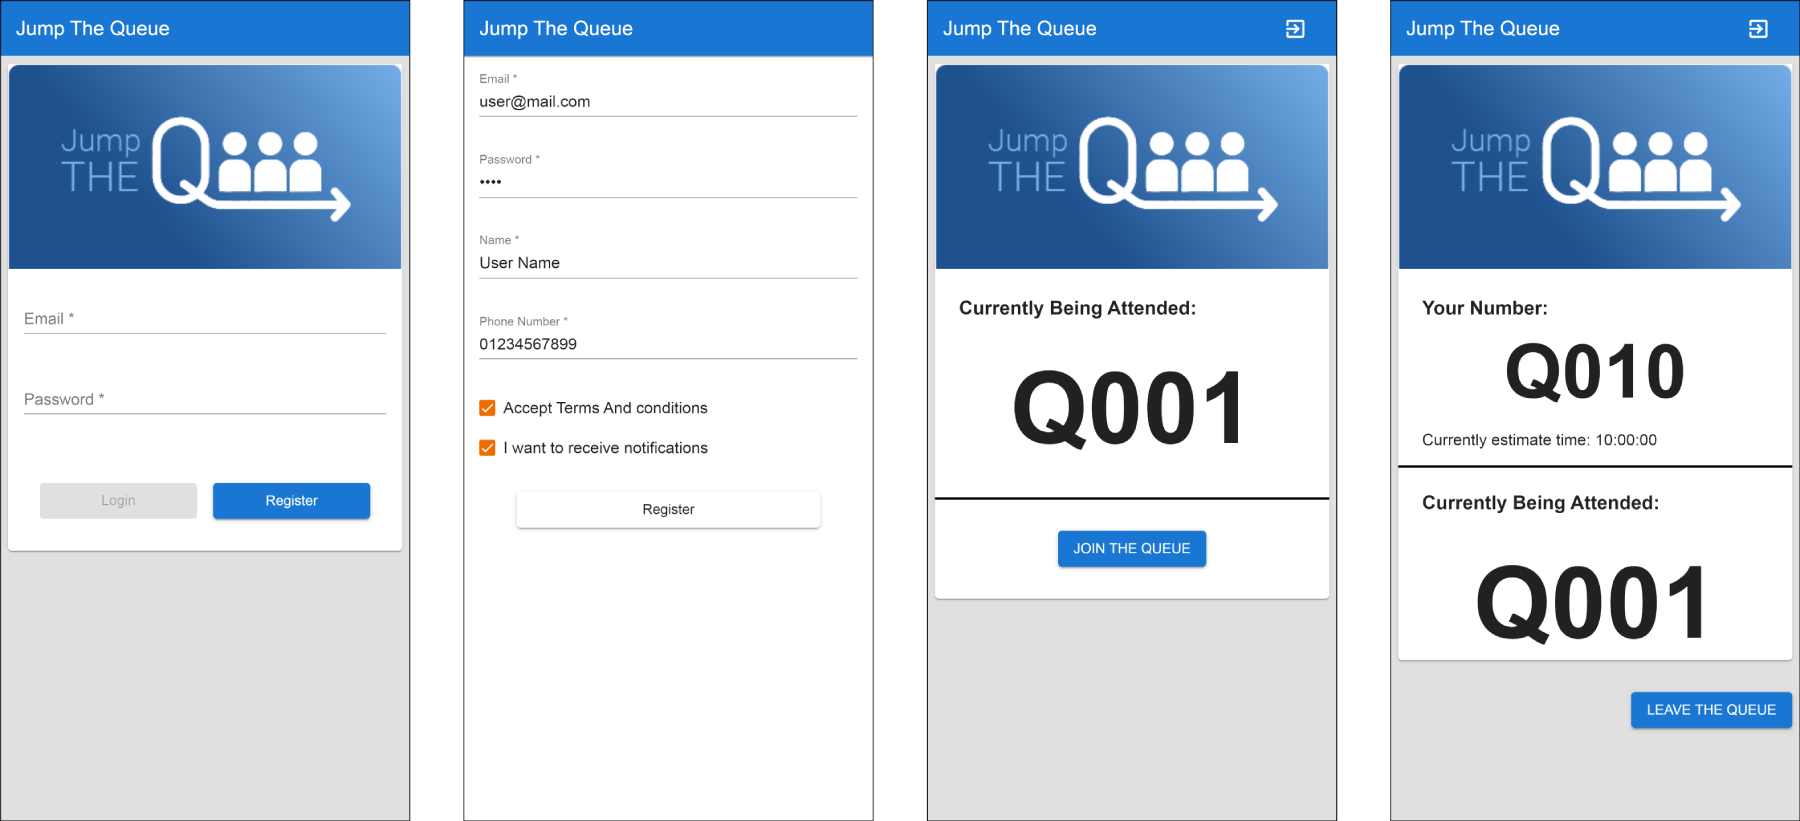 Jump The Queue
Jump
THE Q
Email *
Password *
Login
Register
Jump The Queue
Email *
user@mail.com
Password *
••••
Name *
User Name
Phone Number *
01234567899
Accept Terms And conditions
I want to receive notifications
Register
Jump The Queue
Jump
THE Q
Currently Being Attended:
Q001
JOIN THE QUEUE
Jump The Queue
Jump
THE Q
Your Number:
Q010
Currently estimate time: 10:00:00
Currently Being Attended:
Q001
LEAVE THE QUEUE